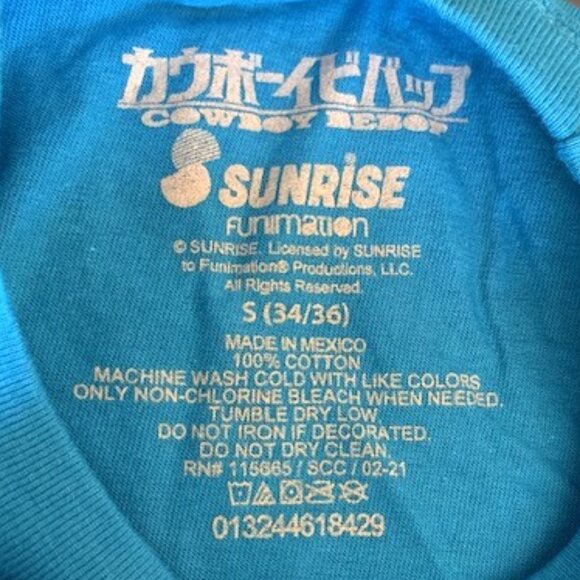 カウボーイビバップ
COWBOY BEBOP
SUNRiSE
FUnimaTion
© SUNRISE. Licensed by SUNRISE
to Funimation® Productions, LLC.
All Rights Reserved.
S (34/36)
MADE IN MEXICO
100% COTTON
MACHINE WASH COLD WITH LIKE COLORS
ONLY NON-CHLORINE BLEACH WHEN NEEDED.
TUMBLE DRY LOW.
DO NOT IRON IF DECORATED.
DO NOT DRY CLEAN.
RN# 115665 / SCC / 02-21
013244618429